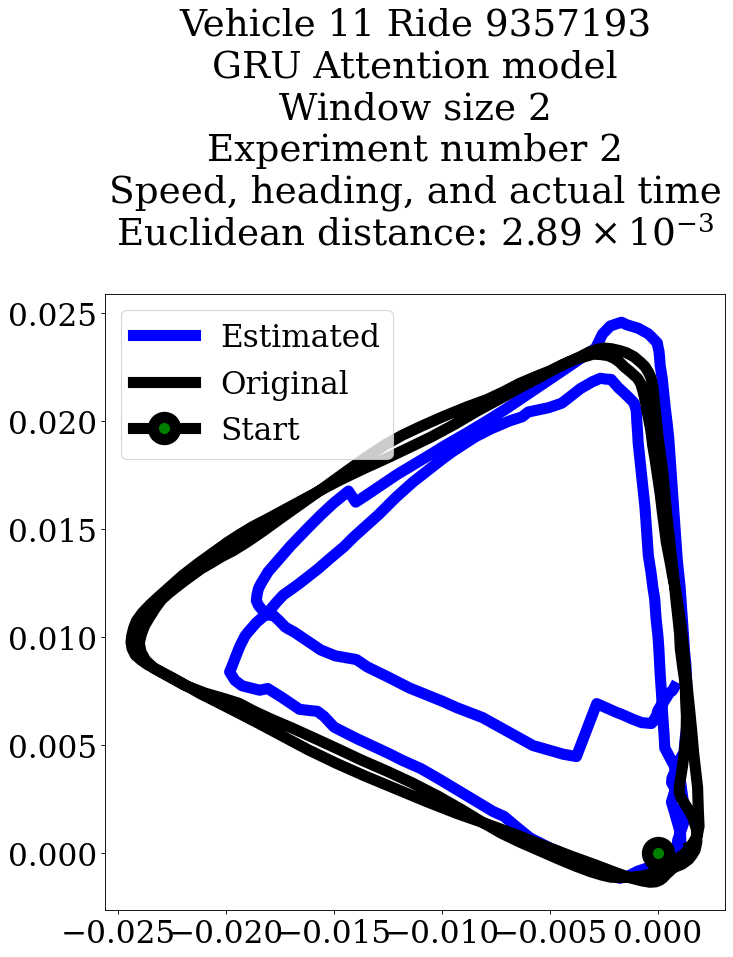 Vehicle 11 Ride 9357193
GRU Attention model
Window size 2
Experiment number 2
Speed, heading, and actual time
Euclidean distance: 2.89 × 10⁻³
0.025
Estimated
Original
0.020
Start
0.015
0.010
0.005
0.000
−0.025 −0.020 −0.015 −0.010 −0.005 0.000